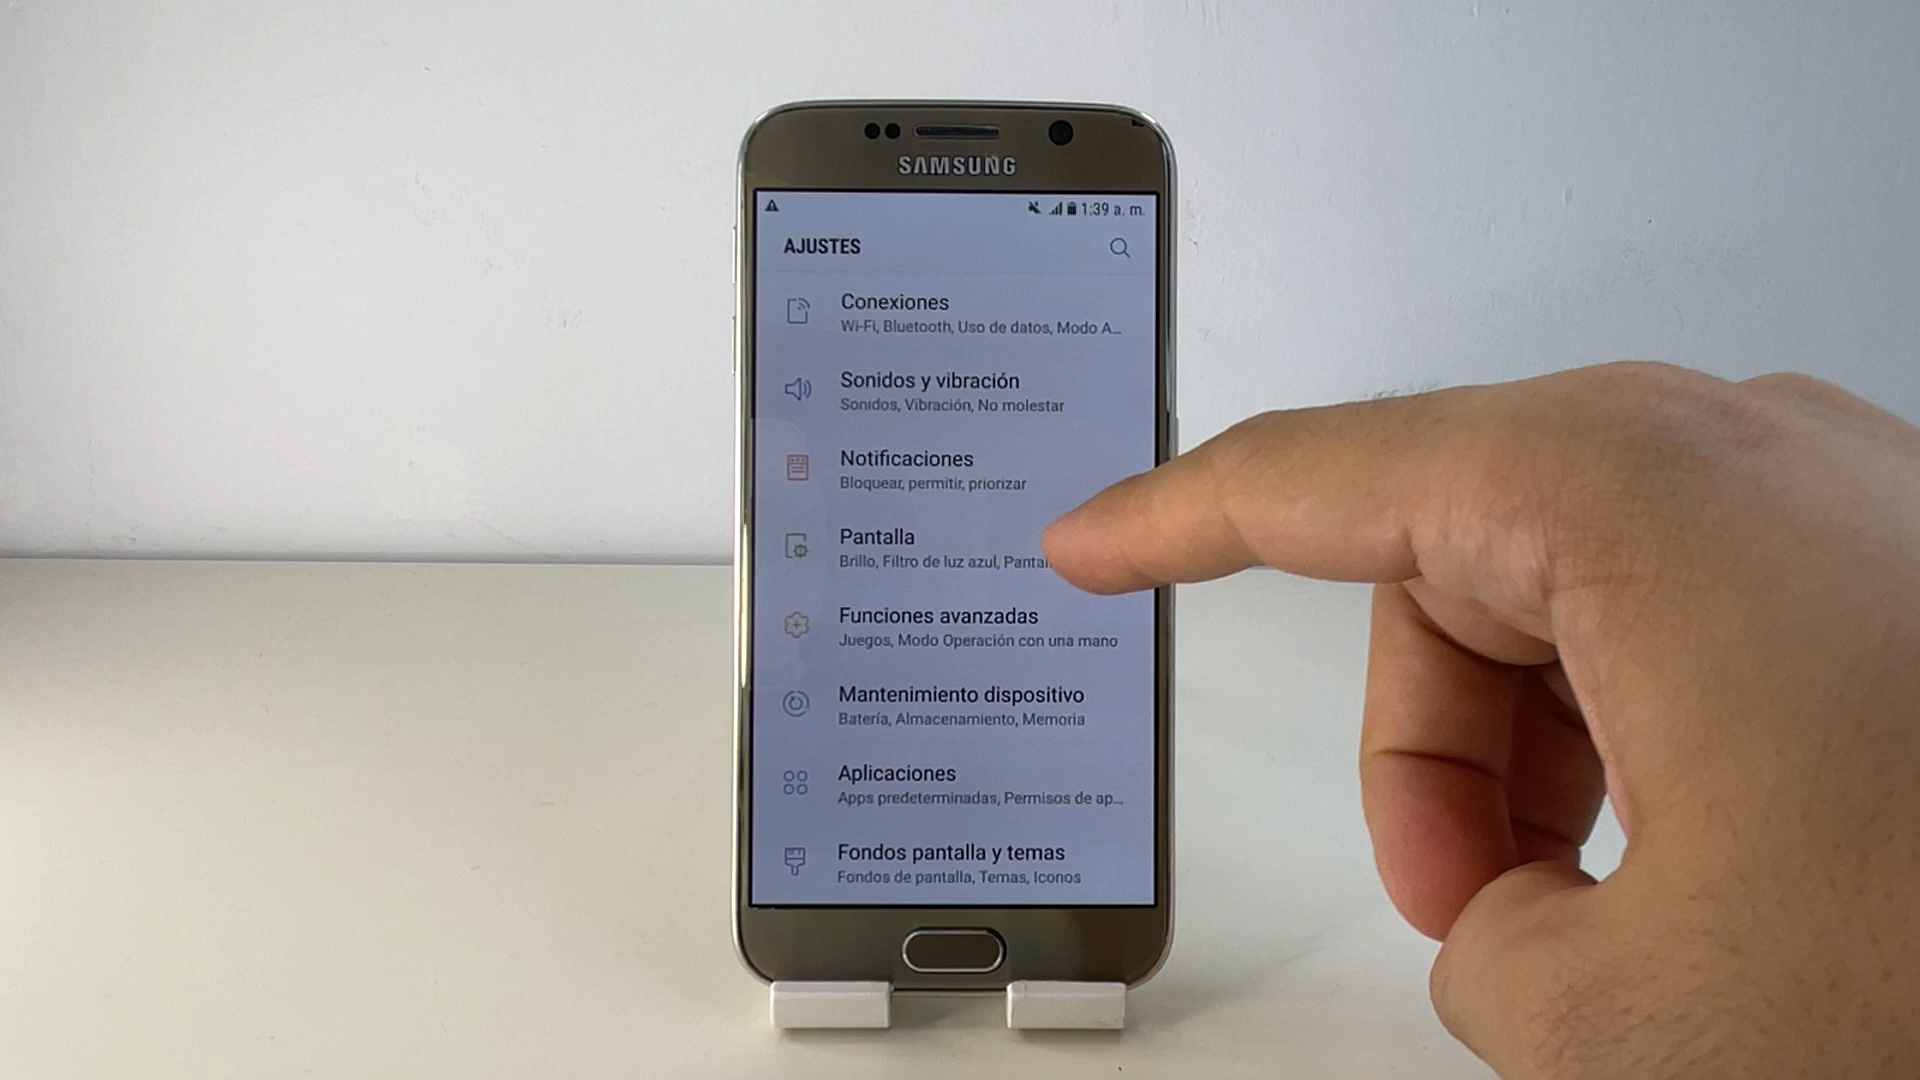 SAMSUNG
1:39 a. m.
AJUSTES
Conexiones
Wi-Fi, Bluetooth, Uso de datos, Modo A...
Sonidos y vibración
Sonidos, Vibración, No molestar
Notificaciones
Bloquear, permitir, priorizar
Pantalla
Brillo, Filtro de luz azul,
Funciones avanzadas
Juegos, Modo Operación con una mano
Mantenimiento dispositivo
Batería, Almacenamiento, Memoria
Aplicaciones
Apps predeterminadas, Permisos de ap...
Fondos pantalla y temas
Fondos de pantalla, Temas, Iconos